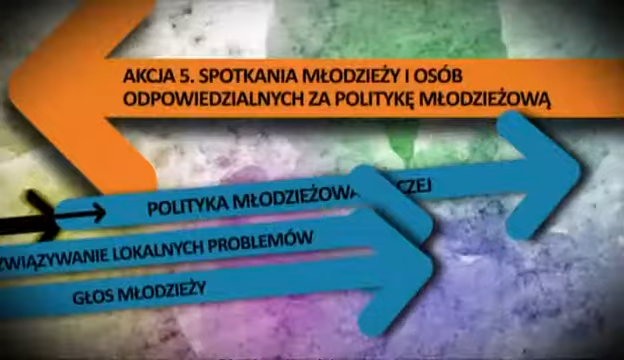 AKCJA 5. SPOTKANIA MŁODZIEŻY I OSÓB
ODPOWIEDZIALNYCH ZA POLITYKĘ MŁODZIEŻOWĄ
POLITYKA MŁODZIEŻOWA
LOKALNYCH PROBLEMÓW
GŁOS MŁODZIEŻY